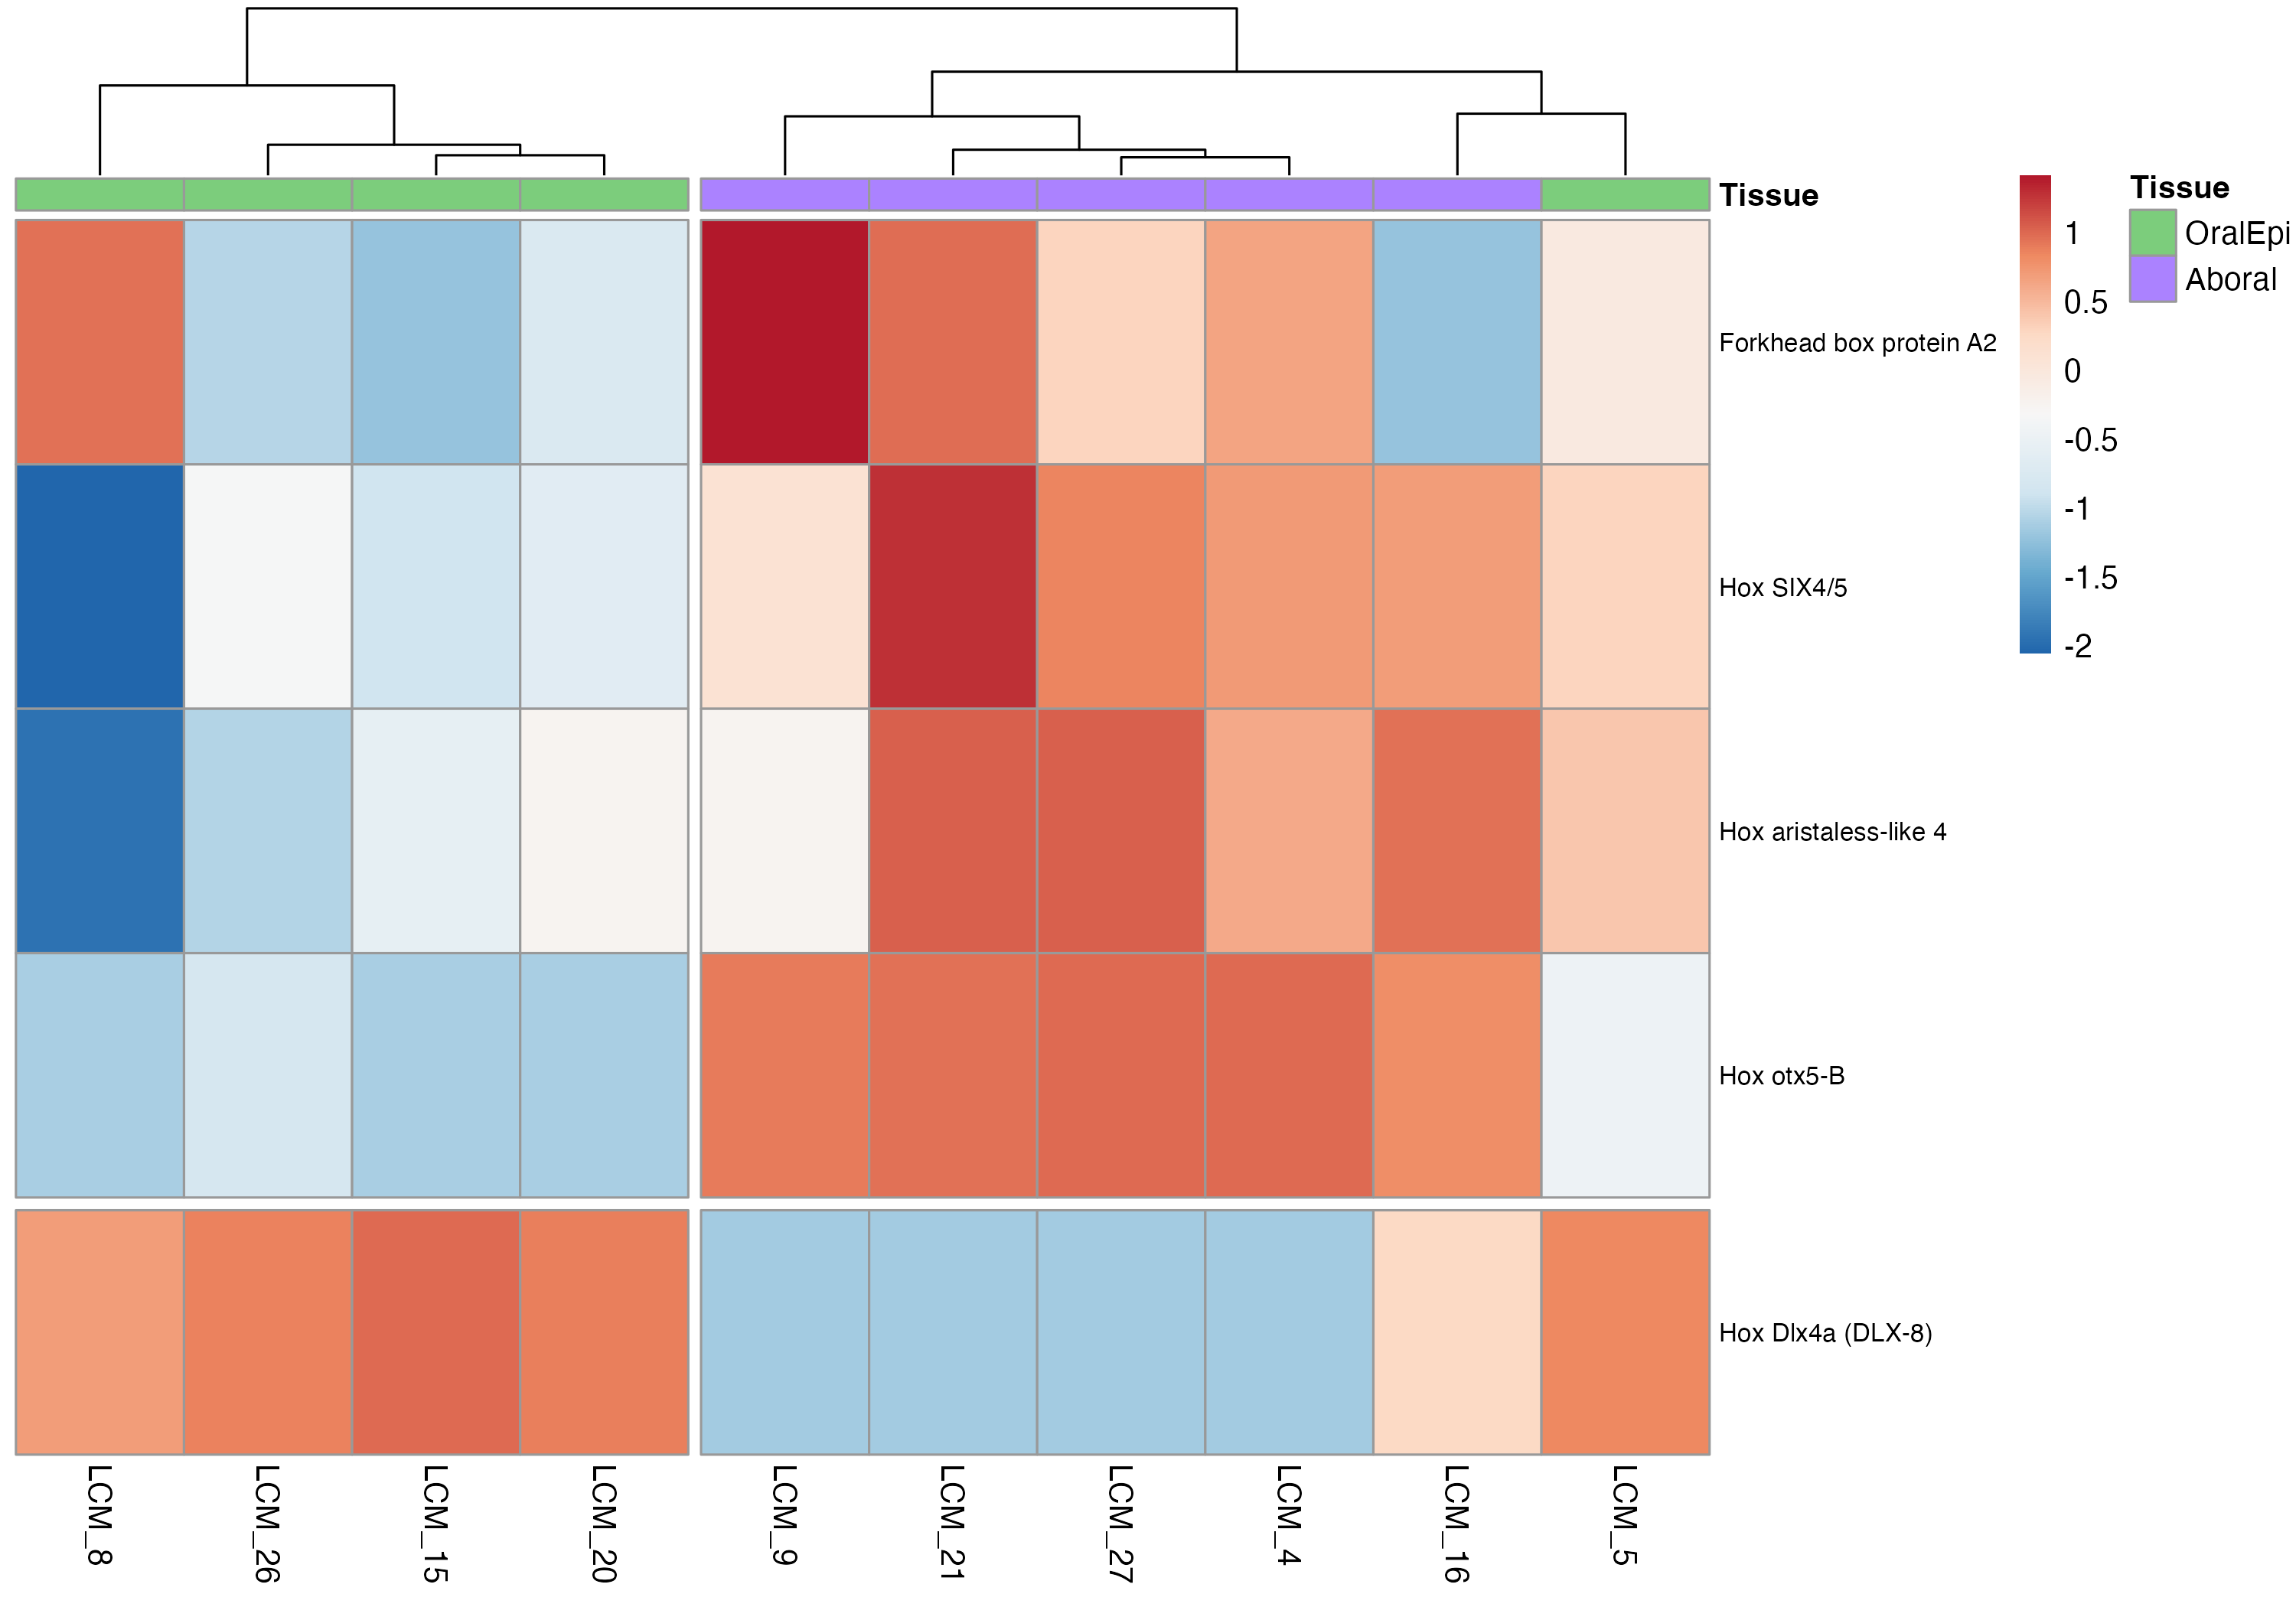 Tissue
Forkhead box protein A2
Hox SIX4/5
Hox aristaless-like 4
Hox otx5-B
Hox Dlx4a (DLX-8)
LCM_8
LCM_26
LCM_15
LCM_20
LCM_9
LCM_21
LCM_27
LCM_4
LCM_16
LCM_5
1
0.5
0
-0.5
-1
-1.5
-2
Tissue
OralEpi
Aboral